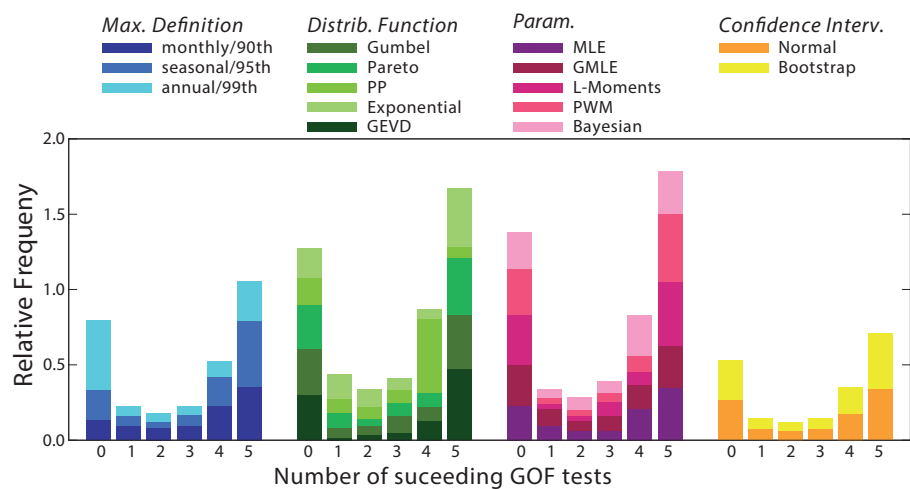 Max. Definition
monthly/90th
seasonal/95th
annual/99th
Distrib. Function
Gumbel
Pareto
PP
Exponential
GEVD
Param.
MLE
GMLE
L-Moments
PWM
Bayesian
Confidence Interv.
Normal
Bootstrap
Relative Frequeny
2.0
1.5
1.0
0.5
0.0
0 1 2 3 4 5 0 1 2 3 4 5 0 1 2 3 4 5 0 1 2 3 4 5
Number of suceeding GOF tests